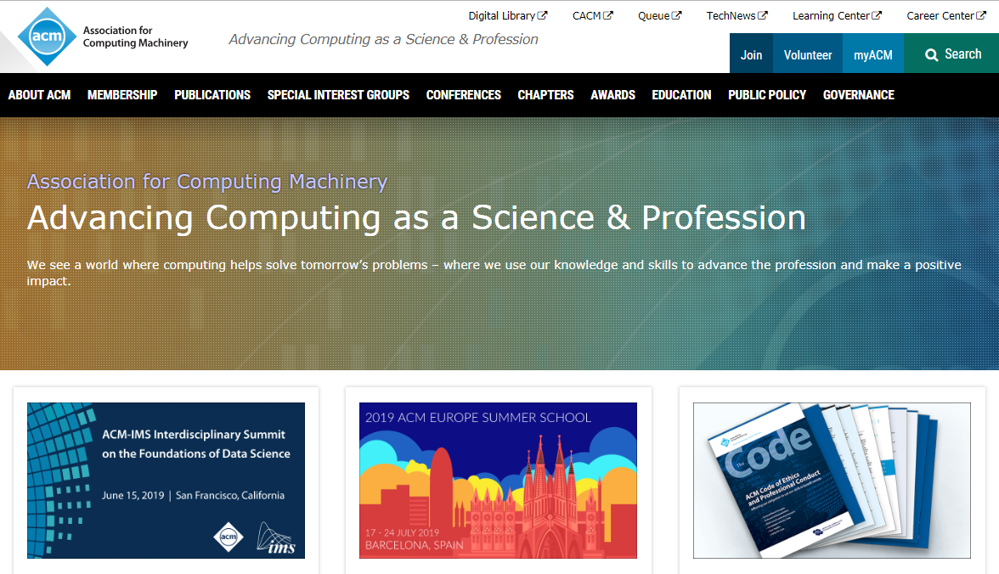 Digital Library CACM Queue TechNews Learning Center Career Center
acm
Association for
Computing Machinery
Advancing Computing as a Science & Profession
Join Volunteer myACM Search
ABOUT ACM MEMBERSHIP PUBLICATIONS SPECIAL INTEREST GROUPS CONFERENCES CHAPTERS AWARDS EDUCATION PUBLIC POLICY GOVERNANCE
Association for Computing Machinery
Advancing Computing as a Science & Profession
We see a world where computing helps solve tomorrow’s problems – where we use our knowledge and skills to advance the profession and make a positive
impact.
ACM-IMS Interdisciplinary Summit
on the Foundations of Data Science
June 15, 2019 | San Francisco, California
acm
ims
2019 ACM EUROPE SUMMER SCHOOL
17 - 24 JULY 2019
BARCELONA, SPAIN
The
Code
ACM Code of Ethics
and Professional Conduct